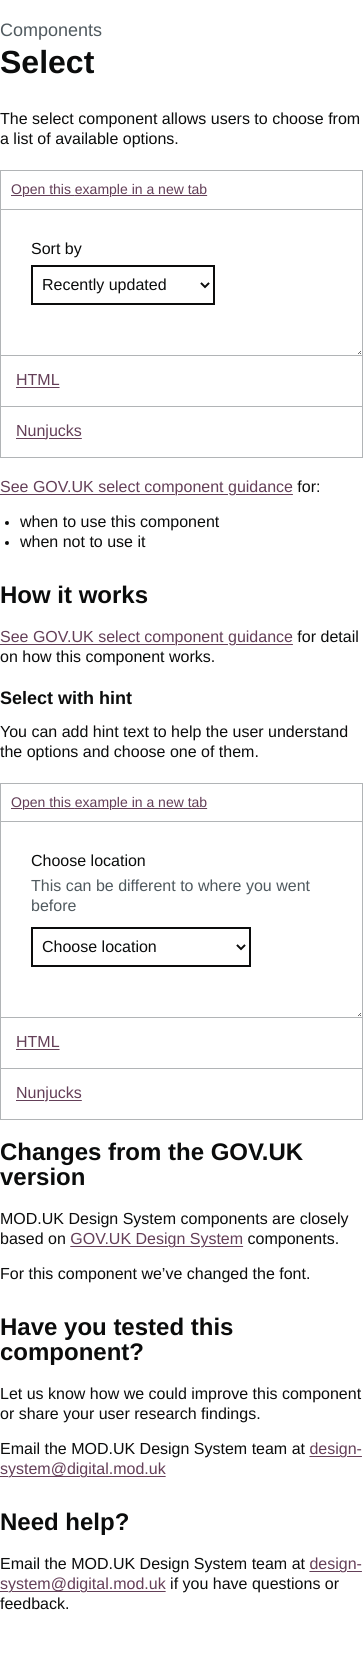 Components
Select
The select component allows users to choose from
a list of available options.
Open this example in a new tab
Sort by
Recently updated
HTML
Nunjucks
See GOV.UK select component guidance for:
• when to use this component
• when not to use it
How it works
See GOV.UK select component guidance for detail
on how this component works.
Select with hint
You can add hint text to help the user understand
the options and choose one of them.
Open this example in a new tab
Choose location
This can be different to where you went
before
Choose location
HTML
Nunjucks
Changes from the GOV.UK
version
MOD.UK Design System components are closely
based on GOV.UK Design System components.
For this component we’ve changed the font.
Have you tested this
component?
Let us know how we could improve this component
or share your user research findings.
Email the MOD.UK Design System team at design-
system@digital.mod.uk
Need help?
Email the MOD.UK Design System team at design-
system@digital.mod.uk if you have questions or
feedback.